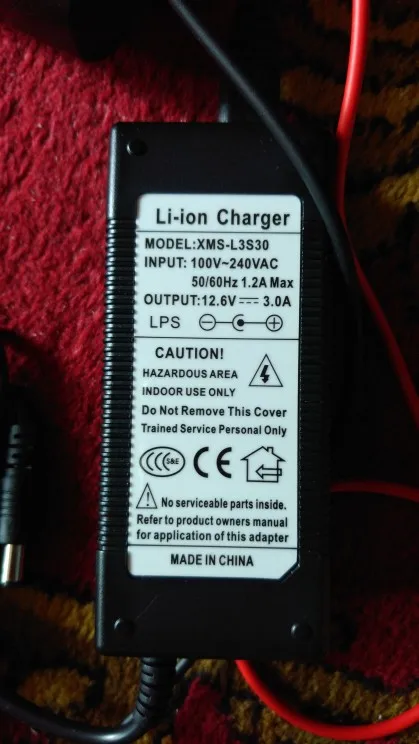 Li-ion Charger
MODEL:XMS-L3S30
INPUT: 100V~240VAC
50/60Hz 1.2A Max
OUTPUT:12.6V⎓3.0A
LPS
CAUTION!
HAZARDOUS AREA
INDOOR USE ONLY
Do Not Remove This Cover
Trained Service Personal Only
CCC S&E CE
No serviceable parts inside.
Refer to product owners manual
for application of this adapter
MADE IN CHINA